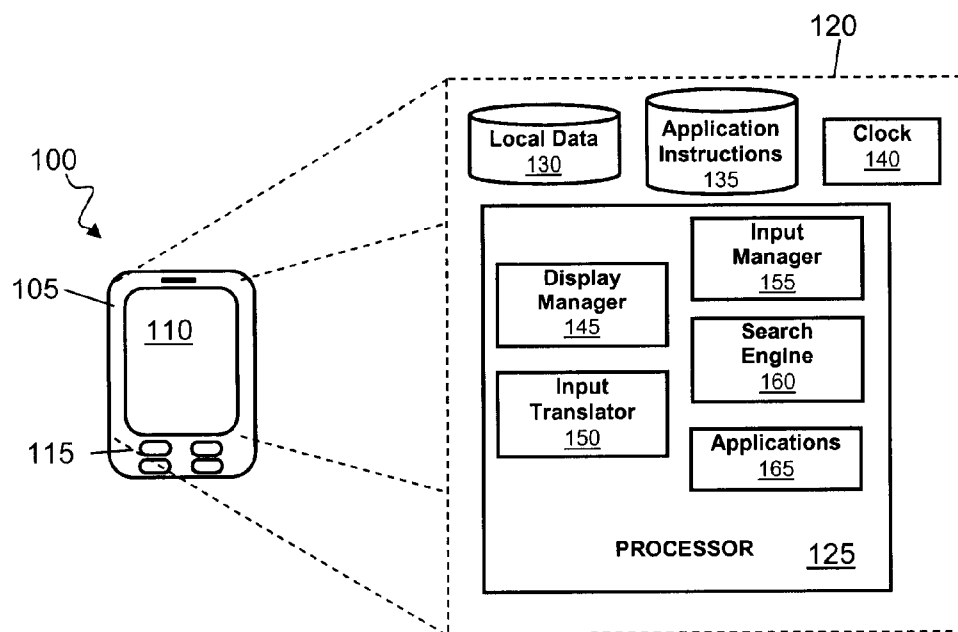 120
Local Data
130
Application
Instructions
135
Clock
140
100
105
110
115
Display
Manager
145
Input
Translator
150
Input
Manager
155
Search
Engine
160
Applications
165
PROCESSOR
125